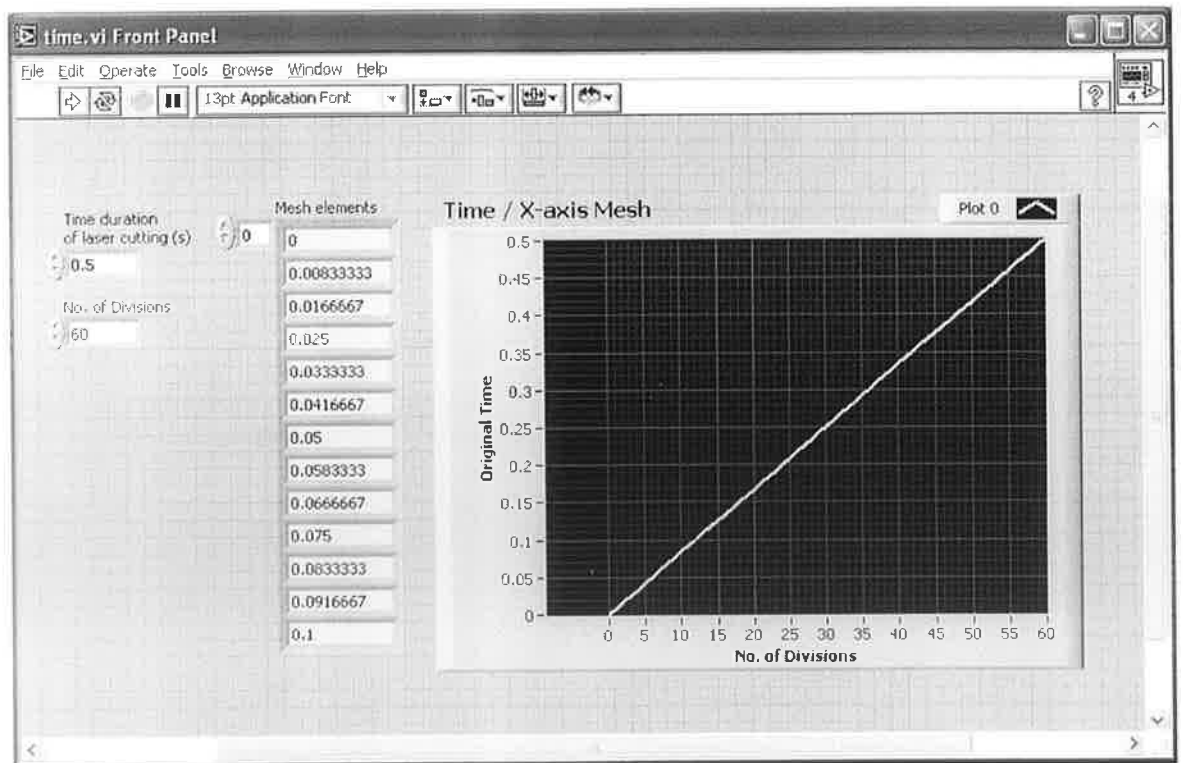 time.vi Front Panel
File Edit Operate Tools Browse Window Help
13pt Application Font
?
4
Time duration
of laser cutting (s)
0.5
No. of Divisions
60
0
Mesh elements
0
0.00833333
0.0166667
0.025
0.0333333
0.0416667
0.05
0.0583333
0.0666667
0.075
0.0833333
0.0916667
0.1
Time / X-axis Mesh
Plot 0
Original Time
0.5
0.45
0.4
0.35
0.3
0.25
0.2
0.15
0.1
0.05
0
0 5 10 15 20 25 30 35 40 45 50 55 60
No. of Divisions